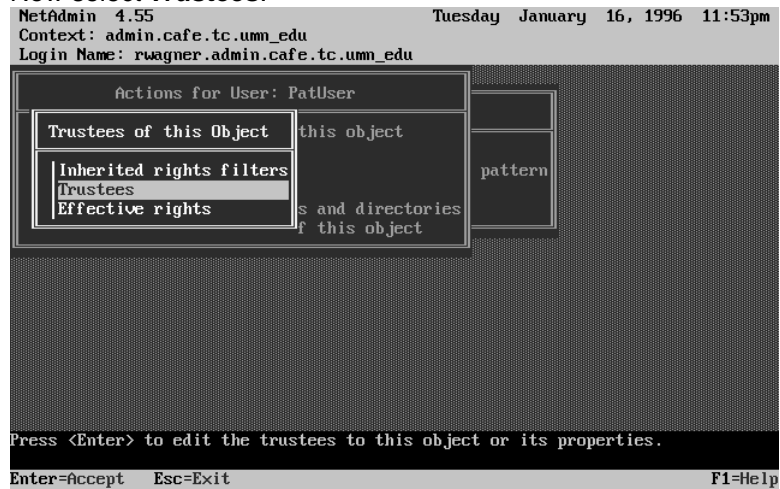 Now select Trustees.
NetAdmin 4.55 Tuesday January 16, 1996 11:53pm
Context: admin.cafe.tc.umn_edu
Login Name: rwagner.admin.cafe.tc.umn_edu
Actions for User: PatUser
Trustees of this Object this object
Inherited rights filters pattern
Trustees
Effective rights s and directories
f this object
Press <Enter> to edit the trustees to this object or its properties.
Enter=Accept Esc=Exit F1=Help